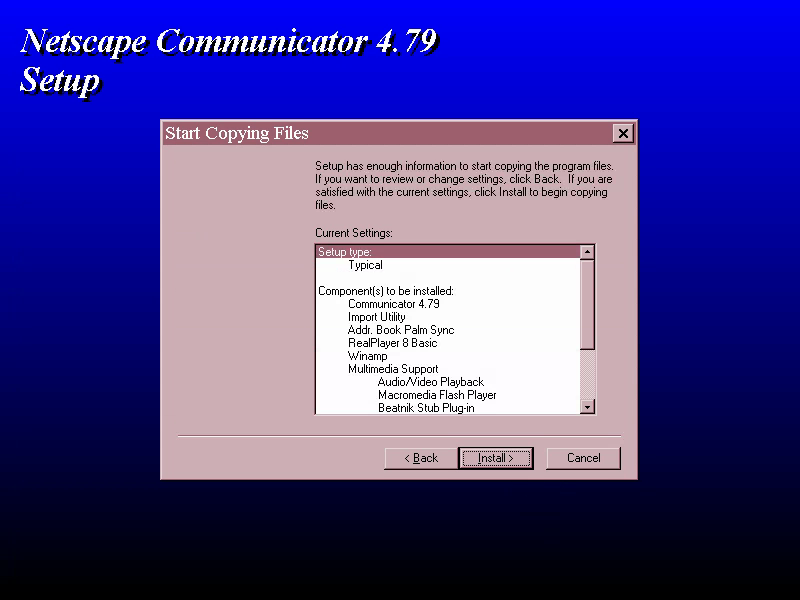 Netscape Communicator 4.79
Setup
Start Copying Files
Setup has enough information to start copying the program files.
If you want to review or change settings, click Back.  If you are
satisfied with the current settings, click Install to begin copying
files.
Current Settings:
Setup type:
Typical
Component(s) to be installed:
Communicator 4.79
Import Utility
Addr. Book Palm Sync
RealPlayer 8 Basic
Winamp
Multimedia Support
Audio/Video Playback
Macromedia Flash Player
Beatnik Stub Plug-in
< Back
Install >
Cancel